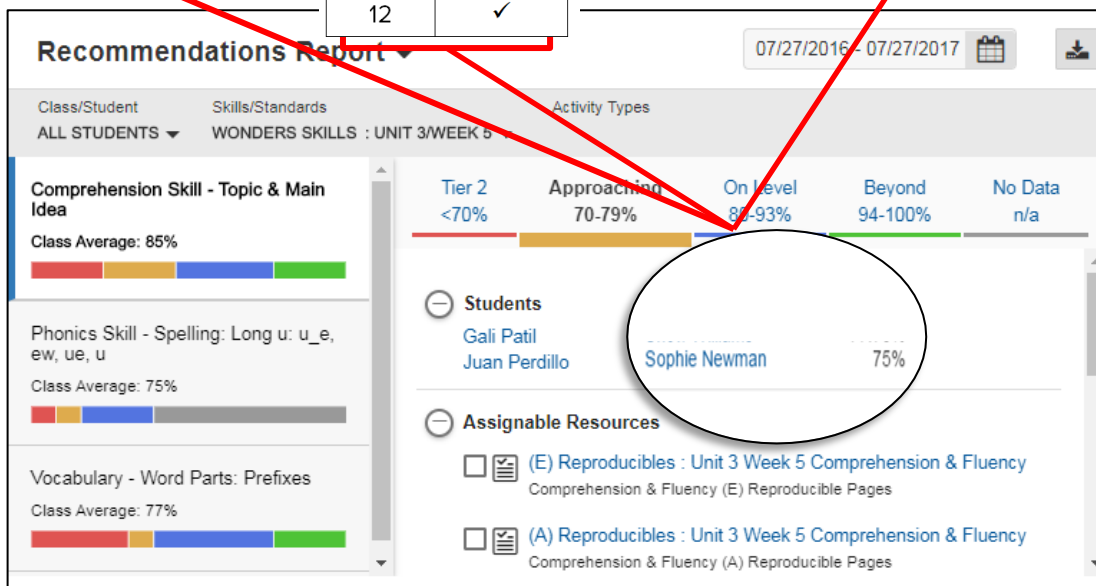 12 ✓
Recommendations Report
07/27/2016 - 07/27/2017
Class/Student Skills/Standards Activity Types
ALL STUDENTS WONDERS SKILLS : UNIT 3/WEEK 5
Comprehension Skill - Topic & Main
Idea
Class Average: 85%
Phonics Skill - Spelling: Long u: u_e,
ew, ue, u
Class Average: 75%
Vocabulary - Word Parts: Prefixes
Class Average: 77%
Tier 2 Approaching On Level Beyond No Data
<70% 70-79% 80-93% 94-100% n/a
Students
Gali Patil
Juan Perdillo
Sophie Newman 75%
Assignable Resources
(E) Reproducibles : Unit 3 Week 5 Comprehension & Fluency
Comprehension & Fluency (E) Reproducible Pages
(A) Reproducibles : Unit 3 Week 5 Comprehension & Fluency
Comprehension & Fluency (A) Reproducible Pages